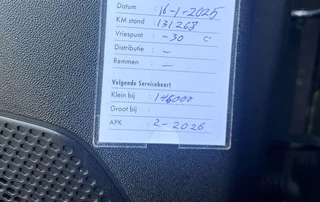 Datum : 16-1-2025
KM stand : 131268
Vriespunt : -30 C°
Distributie : —
Remmen : —
Volgende Servicebeert
Klein bij : 146000
Groot bij :
APK 2-2026